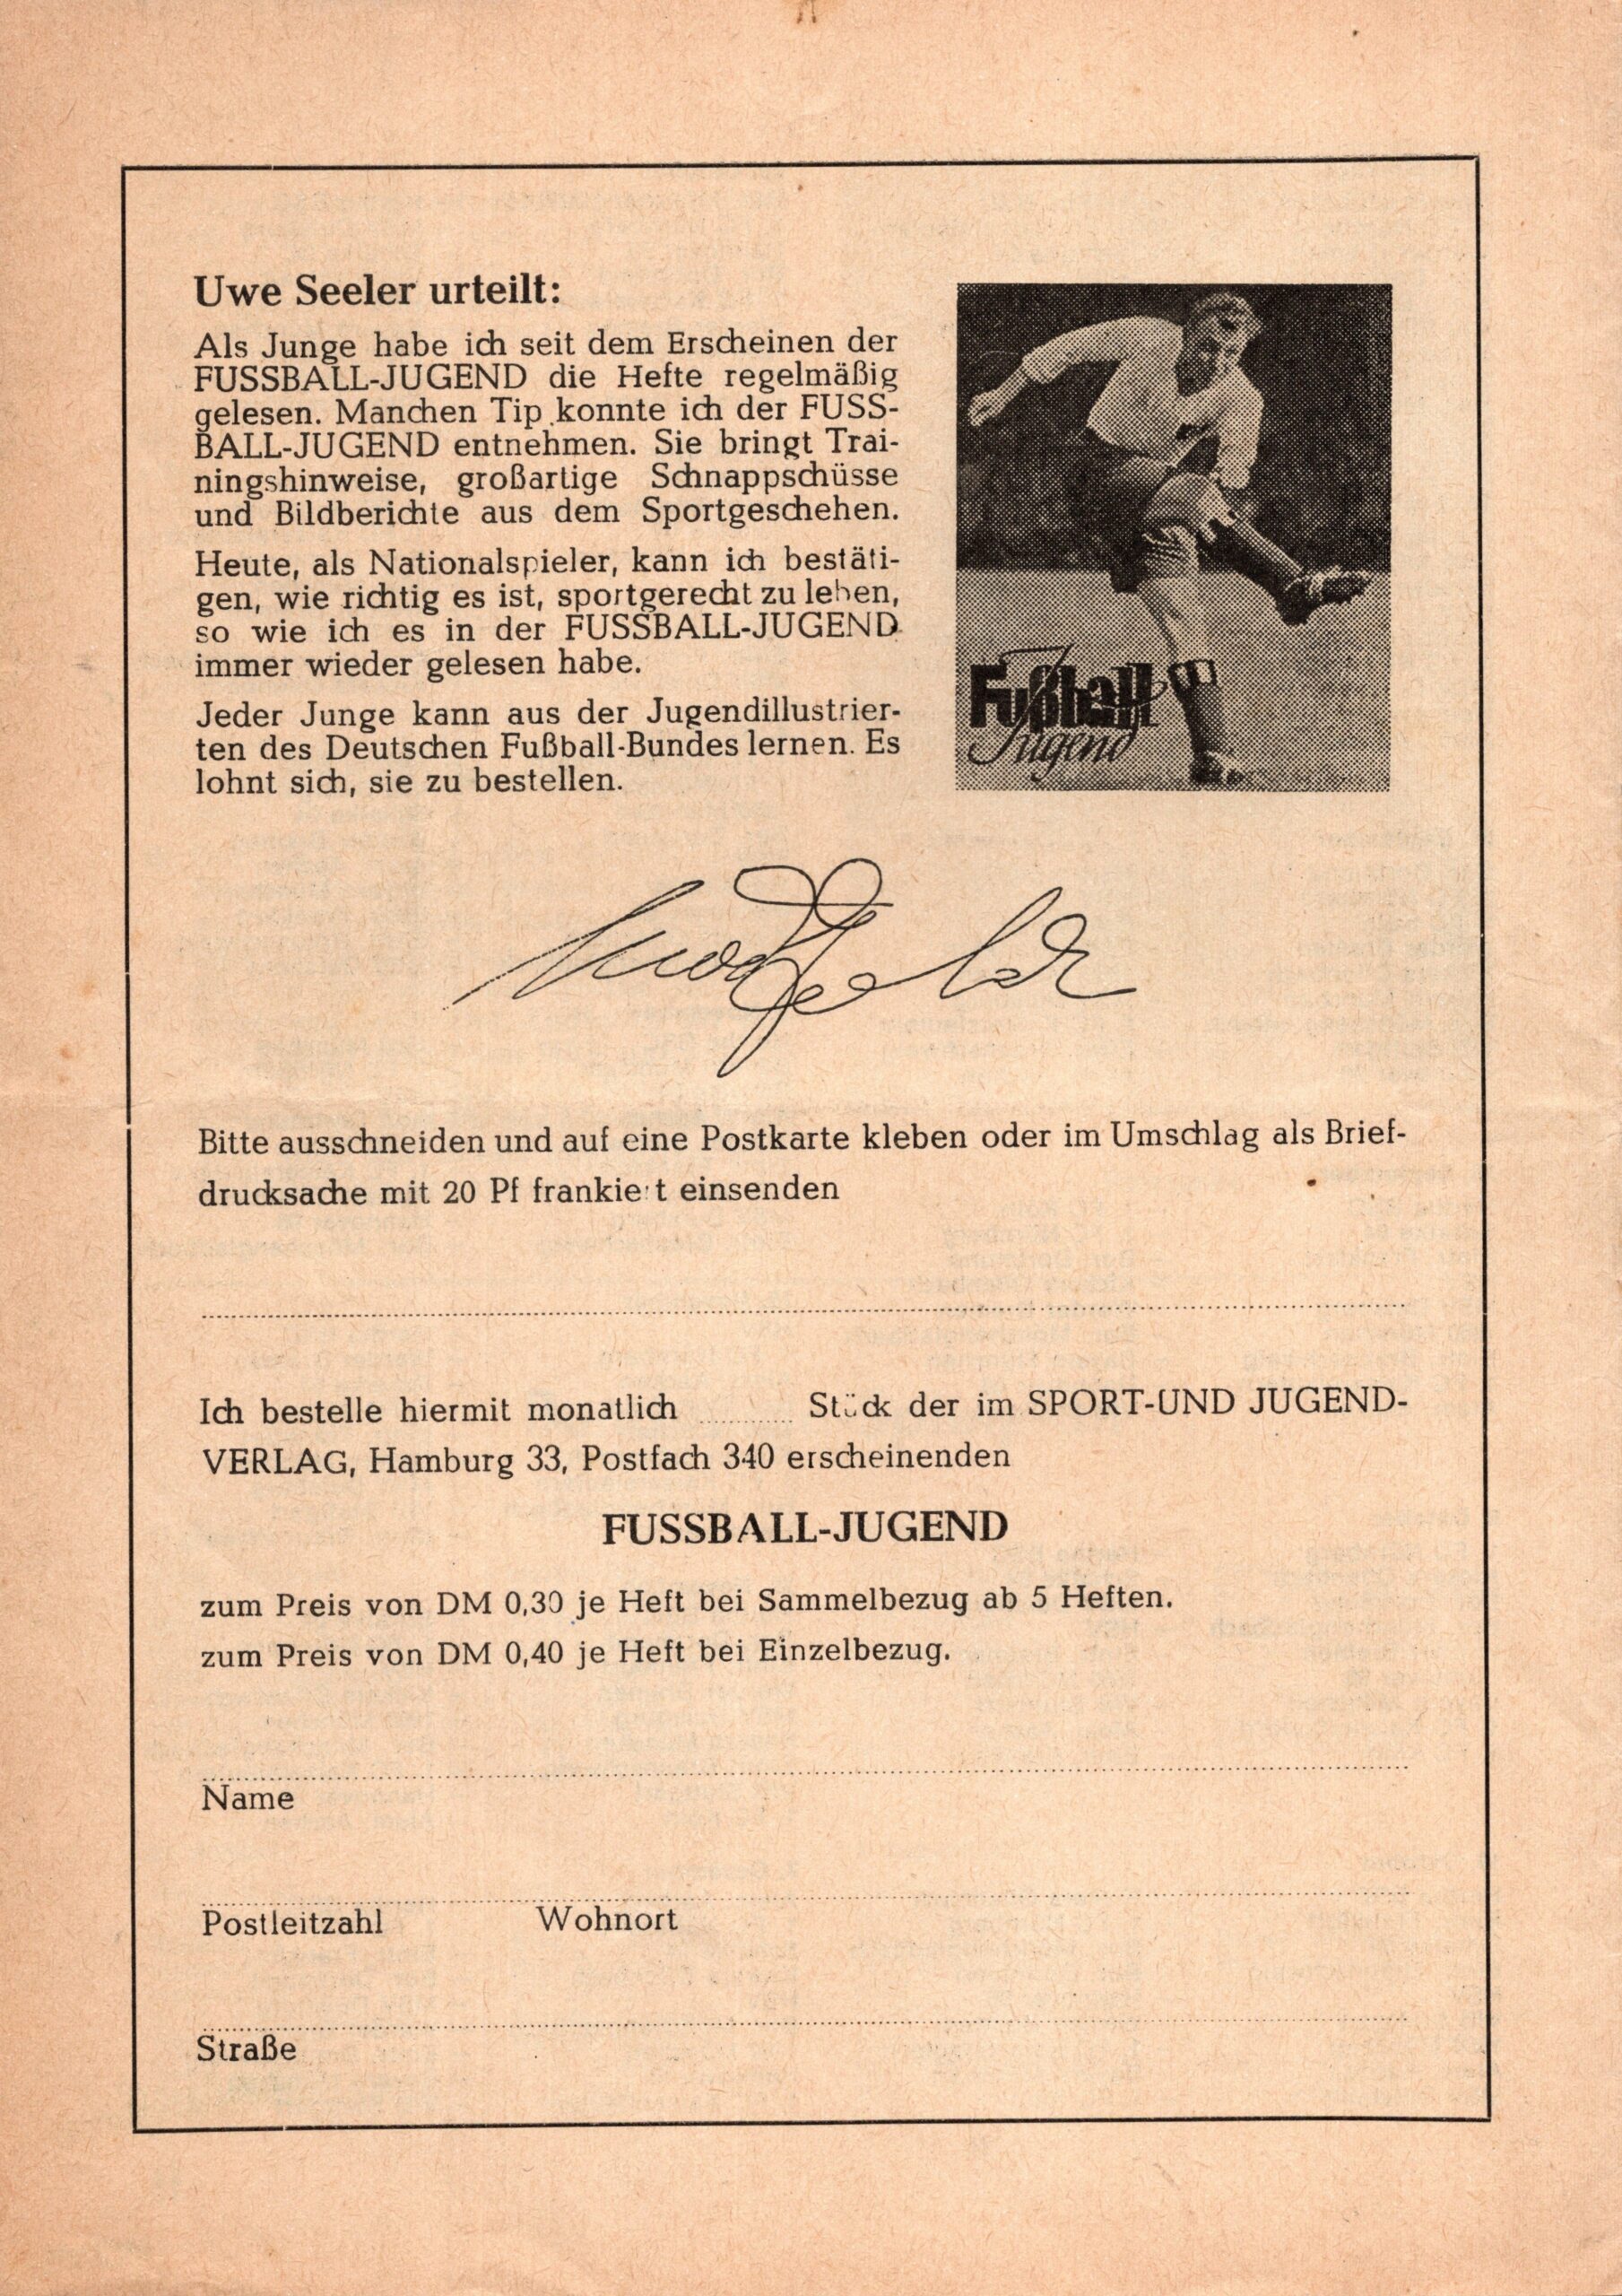 Uwe Seeler urteilt:
Als Junge habe ich seit dem Erscheinen der
FUSSBALL-JUGEND die Hefte regelmäßig
gelesen. Manchen Tip konnte ich der FUSS-
BALL-JUGEND entnehmen. Sie bringt Trai-
ningshinweise, großartige Schnappschüsse
und Bildberichte aus dem Sportgeschehen.
Heute, als Nationalspieler, kann ich bestäti-
gen, wie richtig es ist, sportgerecht zu leben,
so wie ich es in der FUSSBALL-JUGEND
immer wieder gelesen habe.
Jeder Junge kann aus der Jugendillustrier-
ten des Deutschen Fußball-Bundes lernen. Es
lohnt sich, sie zu bestellen.
Fußball
Jugend
Uwe Seeler
Bitte ausschneiden und auf eine Postkarte kleben oder im Umschlag als Brief-
drucksache mit 20 Pf frankiert einsenden
Ich bestelle hiermit monatlich .......... Stück der im SPORT-UND JUGEND-
VERLAG, Hamburg 33, Postfach 340 erscheinenden
FUSSBALL-JUGEND
zum Preis von DM 0,30 je Heft bei Sammelbezug ab 5 Heften.
zum Preis von DM 0,40 je Heft bei Einzelbezug.
Name
Postleitzahl Wohnort
Straße